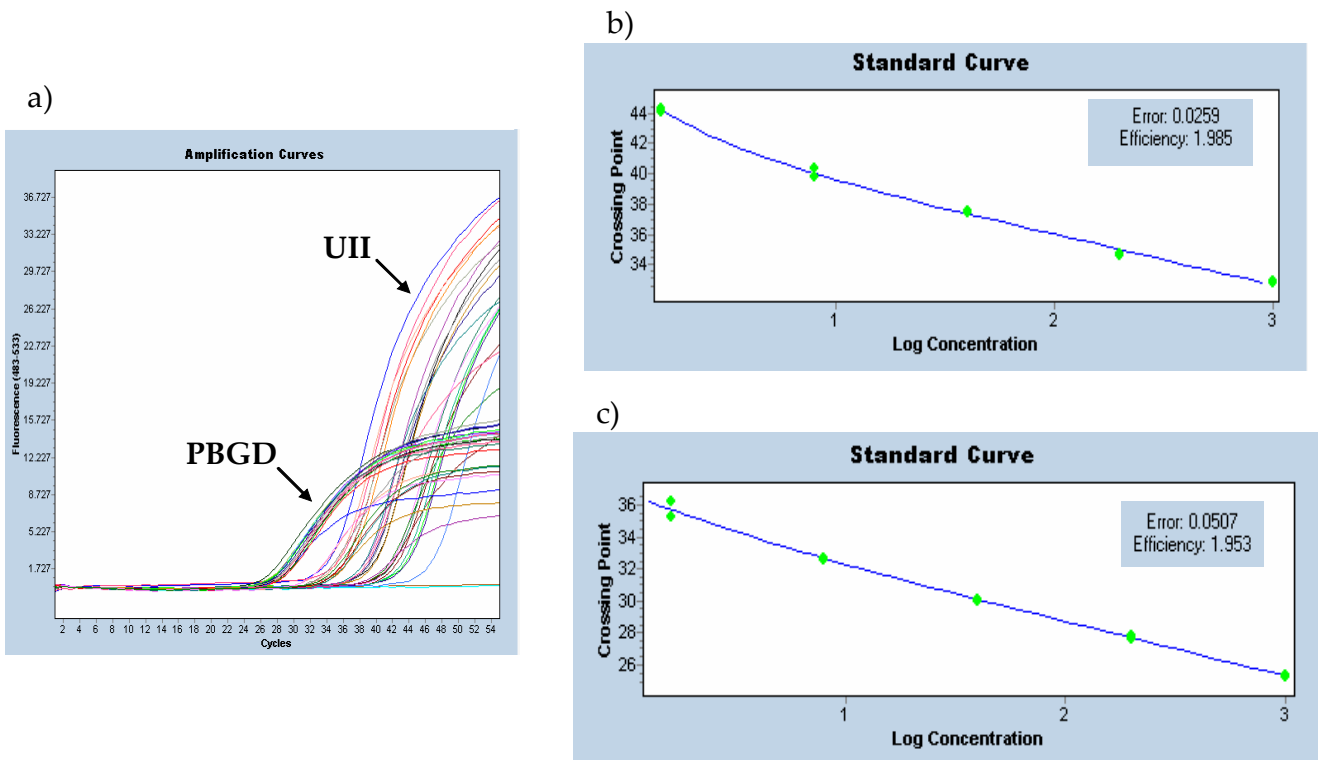 a)
Amplification Curves
Fluorescence (483-533)
36.727
33.227
29.727
26.227
22.727
19.227
15.727
12.227
8.727
5.227
1.727
UII
PBGD
2 4 6 8 10 12 14 16 18 20 22 24 26 28 30 32 34 36 38 40 42 44 46 48 50 52 54
Cycles
b)
Standard Curve
Error: 0.0259
Efficiency: 1.985
Crossing Point
44
42
40
38
36
34
1 2 3
Log Concentration
c)
Standard Curve
Error: 0.0507
Efficiency: 1.953
Crossing Point
36
34
32
30
28
26
1 2 3
Log Concentration